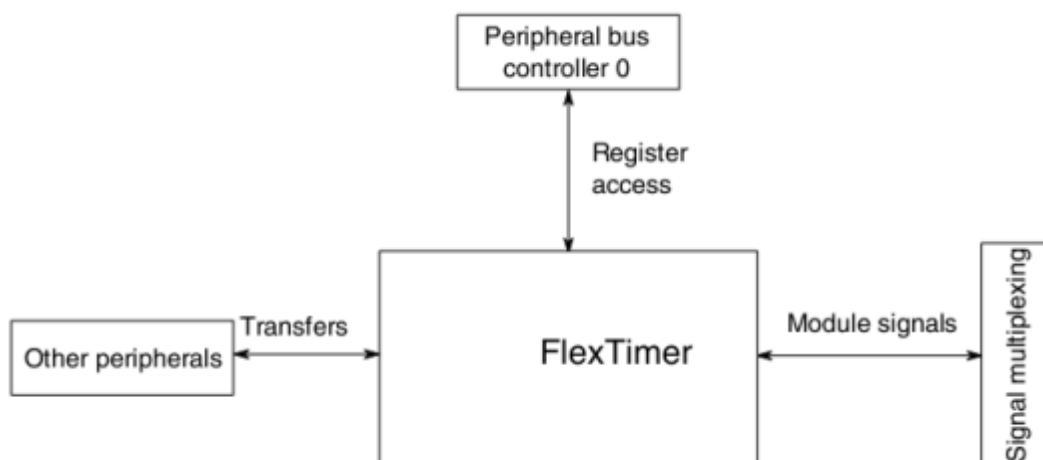 Peripheral bus
controller 0
Register
access
Transfers
Other peripherals
FlexTimer
Module signals
Signal multiplexing